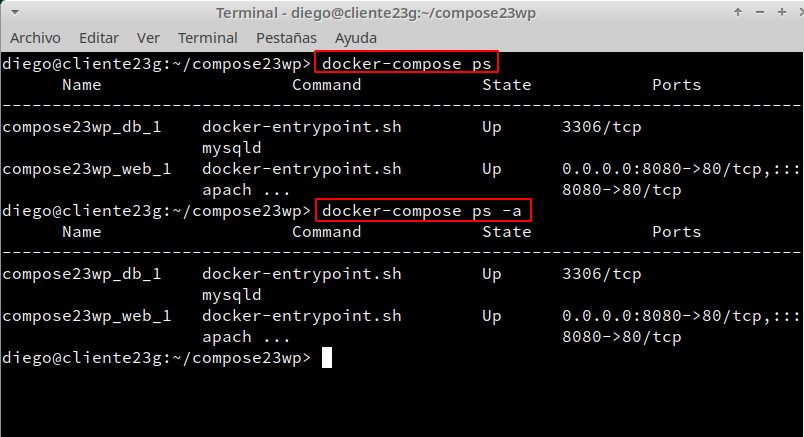 Terminal - diego@cliente23g:~/compose23wp
Archivo Editar Ver Terminal Pestañas Ayuda
diego@cliente23g:~/compose23wp> docker-compose ps
Name Command State Ports
--------------------------------------------------------------------------------
compose23wp_db_1 docker-entrypoint.sh Up 3306/tcp
mysqld
compose23wp_web_1 docker-entrypoint.sh Up 0.0.0.0:8080->80/tcp,:::
apach ... 8080->80/tcp
diego@cliente23g:~/compose23wp> docker-compose ps -a
Name Command State Ports
--------------------------------------------------------------------------------
compose23wp_db_1 docker-entrypoint.sh Up 3306/tcp
mysqld
compose23wp_web_1 docker-entrypoint.sh Up 0.0.0.0:8080->80/tcp,:::
apach ... 8080->80/tcp
diego@cliente23g:~/compose23wp>